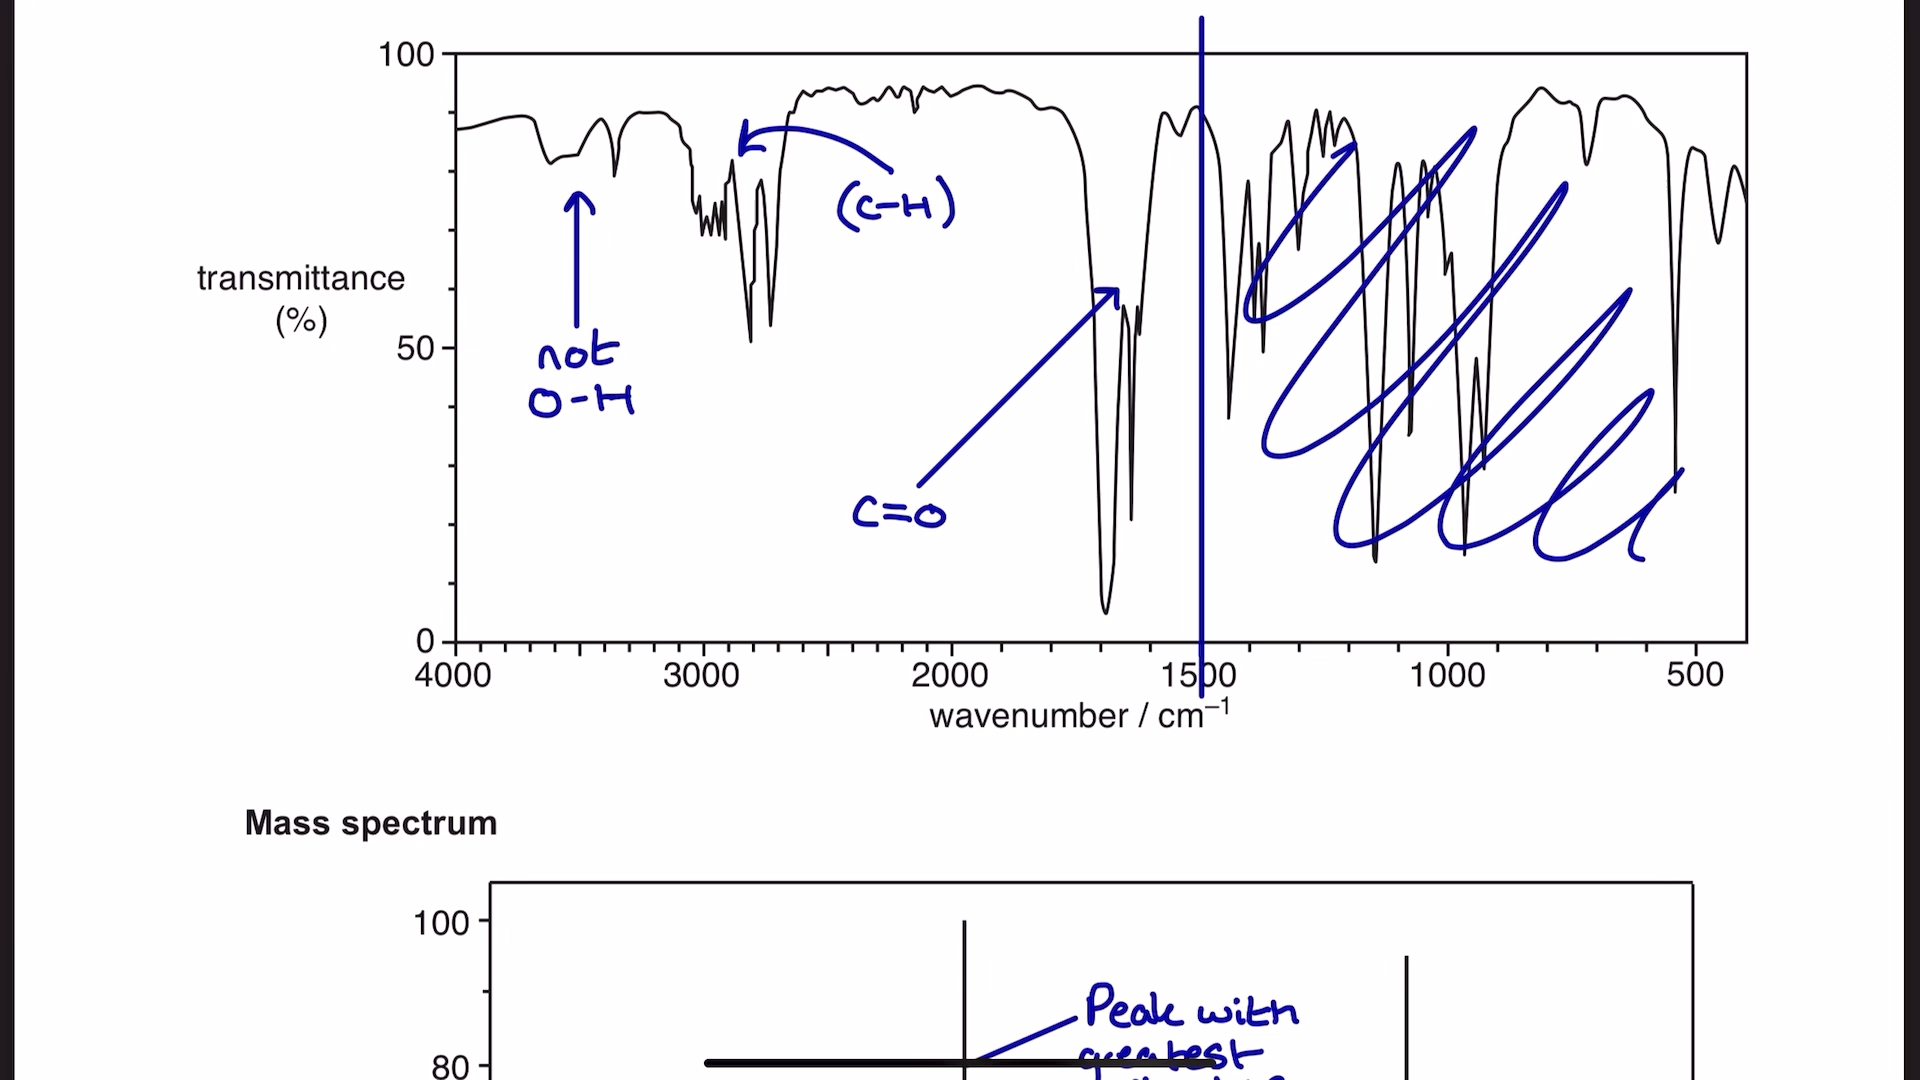 100
(C-H)
transmittance
(%)
50
not
O-H
C=O
0
4000 3000 2000 1500 1000 500
wavenumber / cm⁻¹
Mass spectrum
100
Peak with
greatest
80